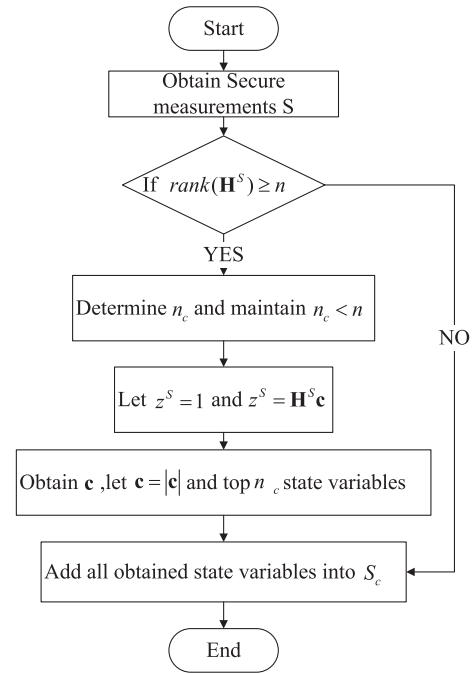 Start
Obtain Secure
measurements S
If rank(𝐇^S) ≥ n
YES
Determine n_c and maintain n_c < n
NO
Let z^S = 1 and z^S = 𝐇^S𝐜
Obtain 𝐜 ,let 𝐜 = |𝐜| and top n_c state variables
Add all obtained state variables into S_c
End